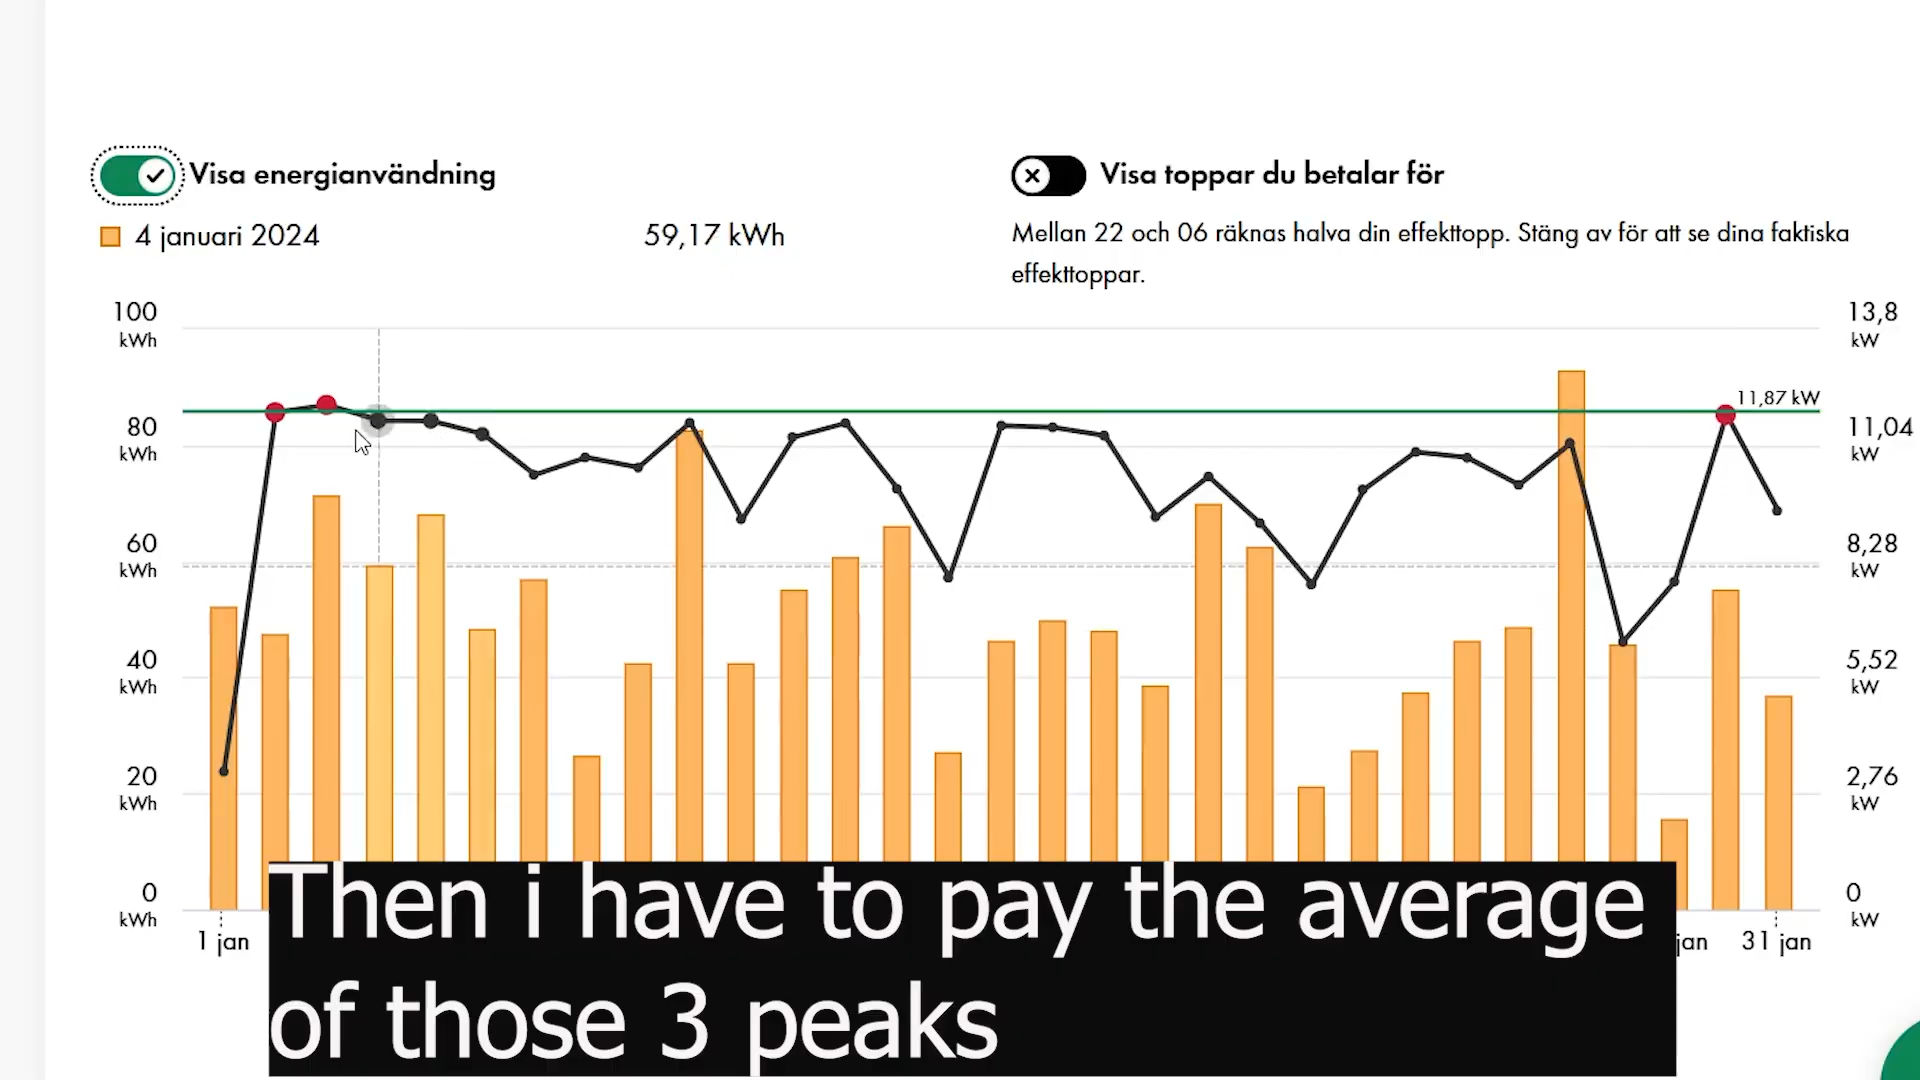 Visa energianvändning
4 januari 2024
59,17 kWh
Visa toppar du betalar för
Mellan 22 och 06 räknas halva din effekttopp. Stäng av för att se dina faktiska
effekttoppar.
100
kWh
80
kWh
60
kWh
40
kWh
20
kWh
0
kWh
11,87 kW
13,8
kW
11,04
kW
8,28
kW
5,52
kW
2,76
kW
0
kW
1 jan
jan
31 jan
Then i have to pay the average
of those 3 peaks